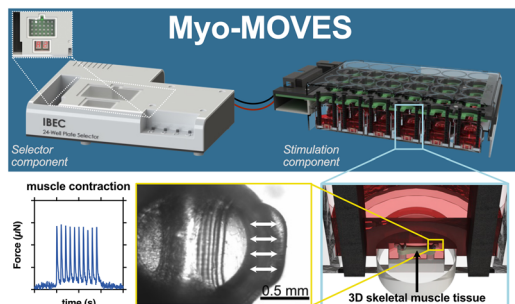 Myo-MOVES
IBEC
24-Well Plate Selector
Selector
component
Stimulation
component
muscle contraction
Force (µN)
time (s)
0.5 mm
3D skeletal muscle tissue